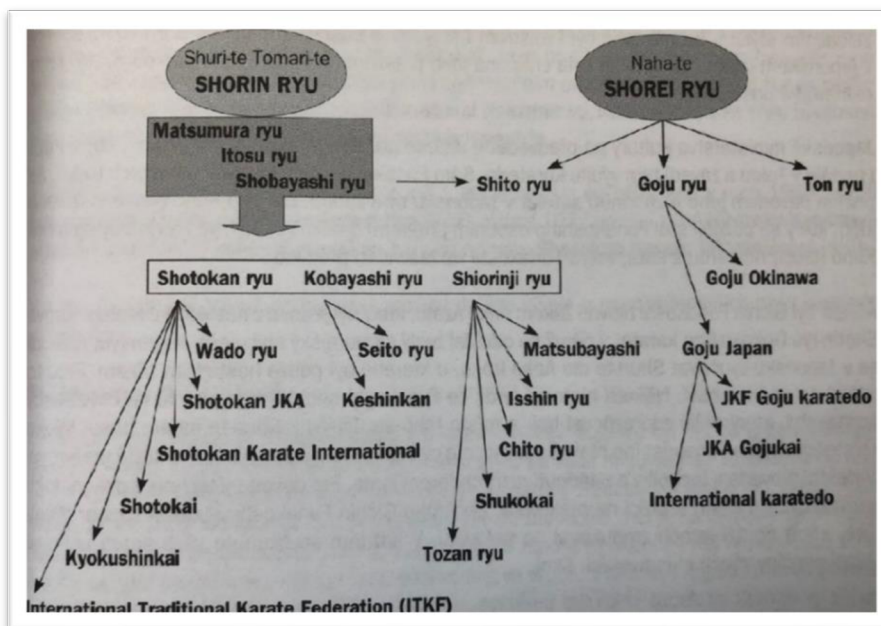 Shuri-te Tomari-te
SHORIN RYU
Naha-te
SHOREI RYU
Matsumura ryu
Itosu ryu
Shobayashi ryu
Shito ryu
Goju ryu
Ton ryu
Shotokan ryu
Kobayashi ryu
Shiorinji ryu
Goju Okinawa
Wado ryu
Seito ryu
Matsubayashi
Goju Japan
Shotokan JKA
Keshinkan
Isshin ryu
JKF Goju karatedo
Shotokan Karate International
Chito ryu
JKA Gojukai
Shotokai
Shukokai
International karatedo
Kyokushinkai
Tozan ryu
International Traditional Karate Federation (ITKF)